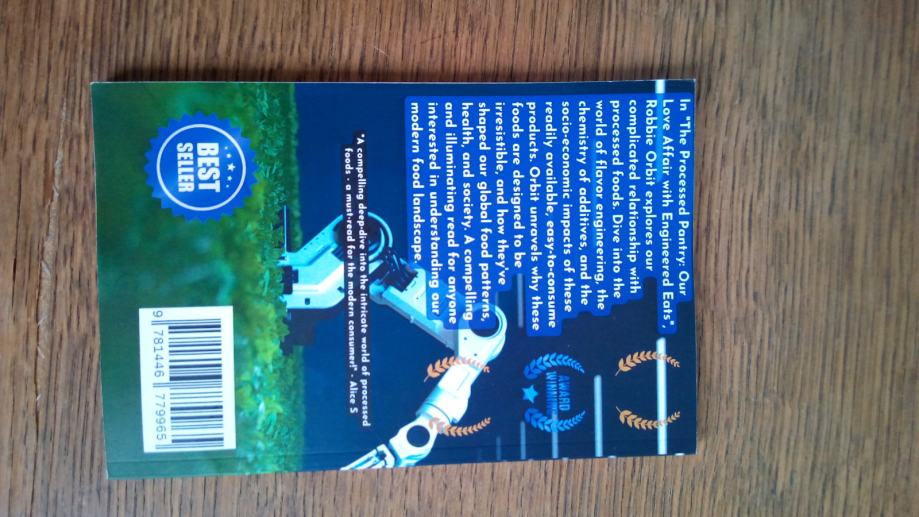 In "The Processed Pantry: Our
Love Affair with Engineered Eats",
Robbie Orbit explores our
complicated relationship with
processed foods. Dive into the
world of flavor engineering, the
chemistry of additives, and the
socio-economic impacts of these
readily available, easy-to-consume
products. Orbit unravels why these
foods are designed to be
irresistible, and how they've
shaped our global food patterns,
health, and society. A compelling
and illuminating read for anyone
interested in understanding our
modern food landscape.
AWARD
WINNING
"A compelling deep-dive into the intricate world of processed
foods - a must-read for the modern consumer!" - Alice S
BEST
SELLER
9 781446 779965